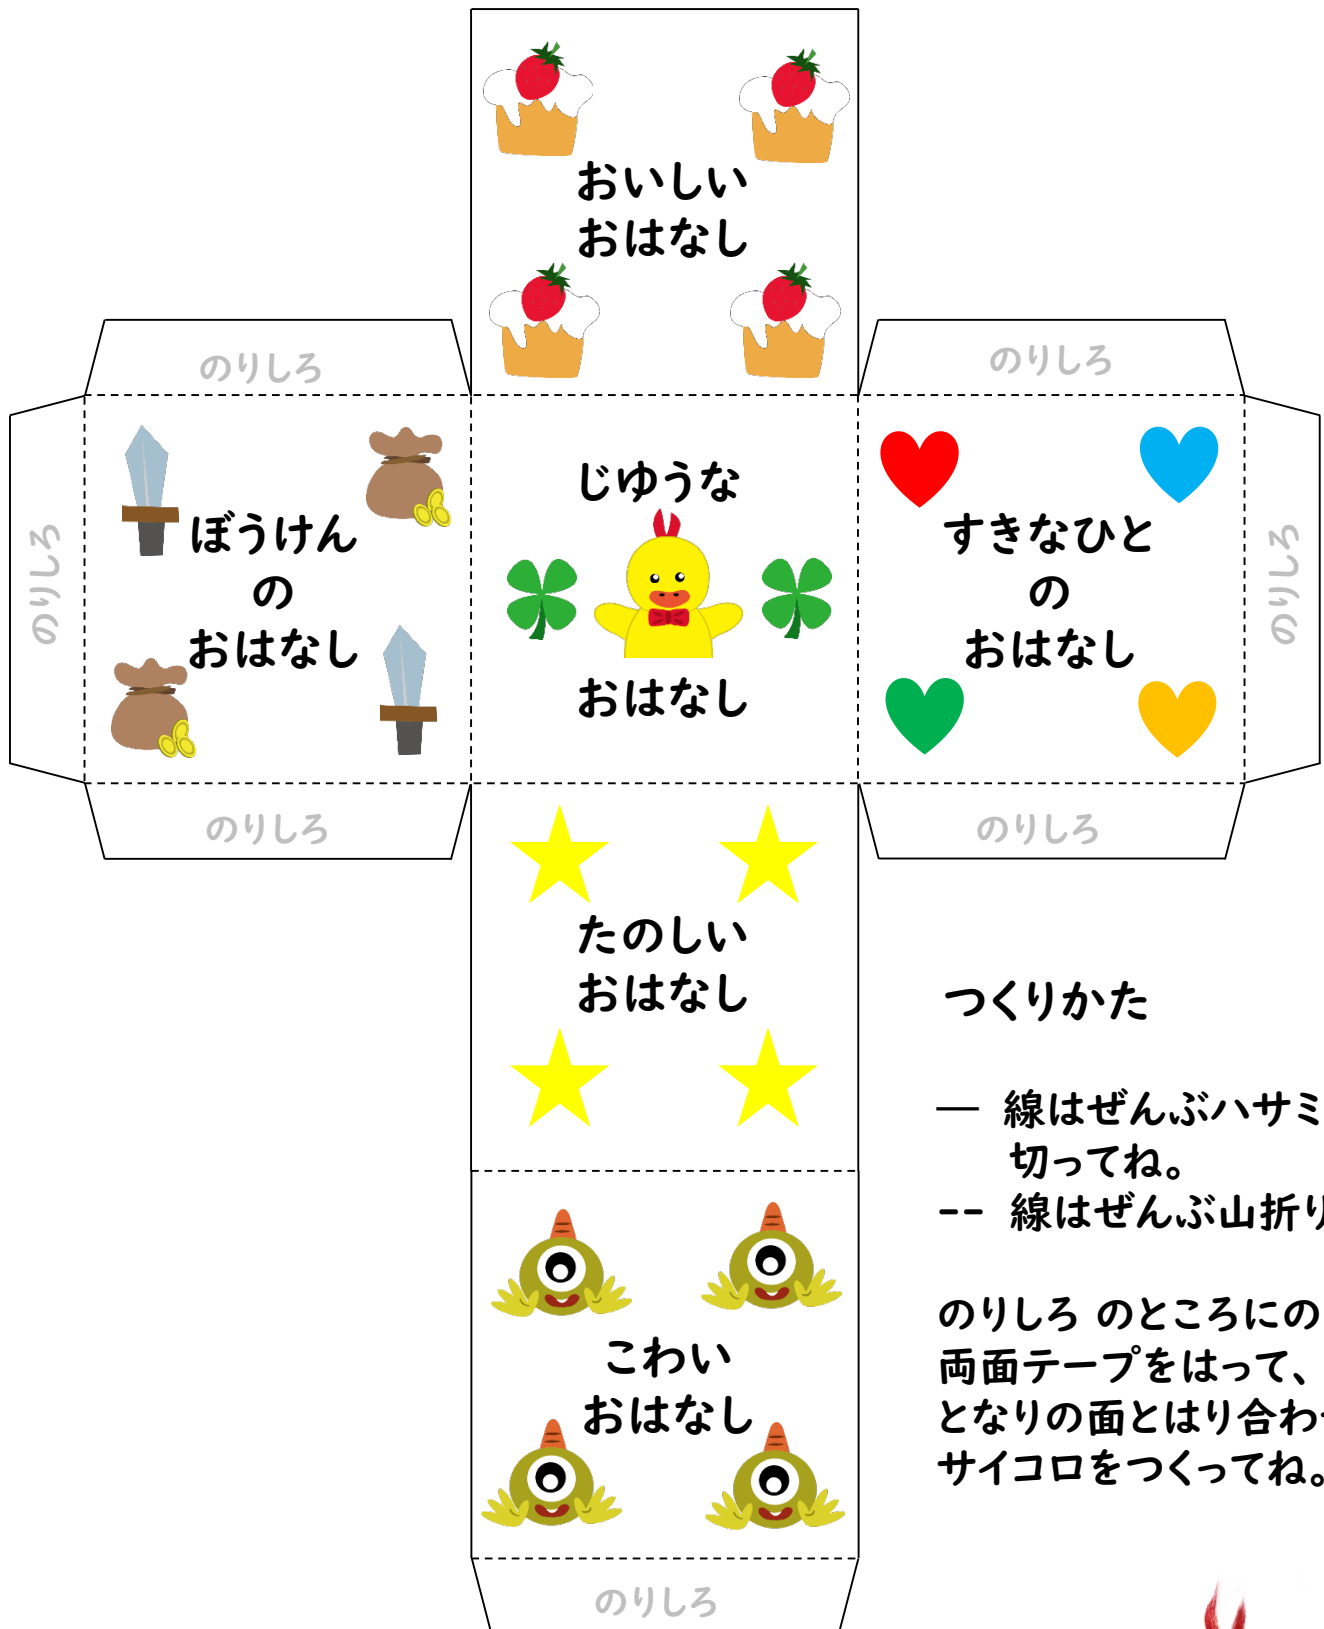 おいしい
おはなし
のりしろ
のりしろ
のりしろ
ぼうけん
の
おはなし
じゆうな
おはなし
すきなひと
の
おはなし
のりしろ
のりしろ
のりしろ
たのしい
おはなし
つくりかた
— 線はぜんぶハサミ
切ってね。
-- 線はぜんぶ山折り
こわい
おはなし
のりしろ のところにの
両面テープをはって、
となりの面とはり合わ
サイコロをつくってね。
のりしろ